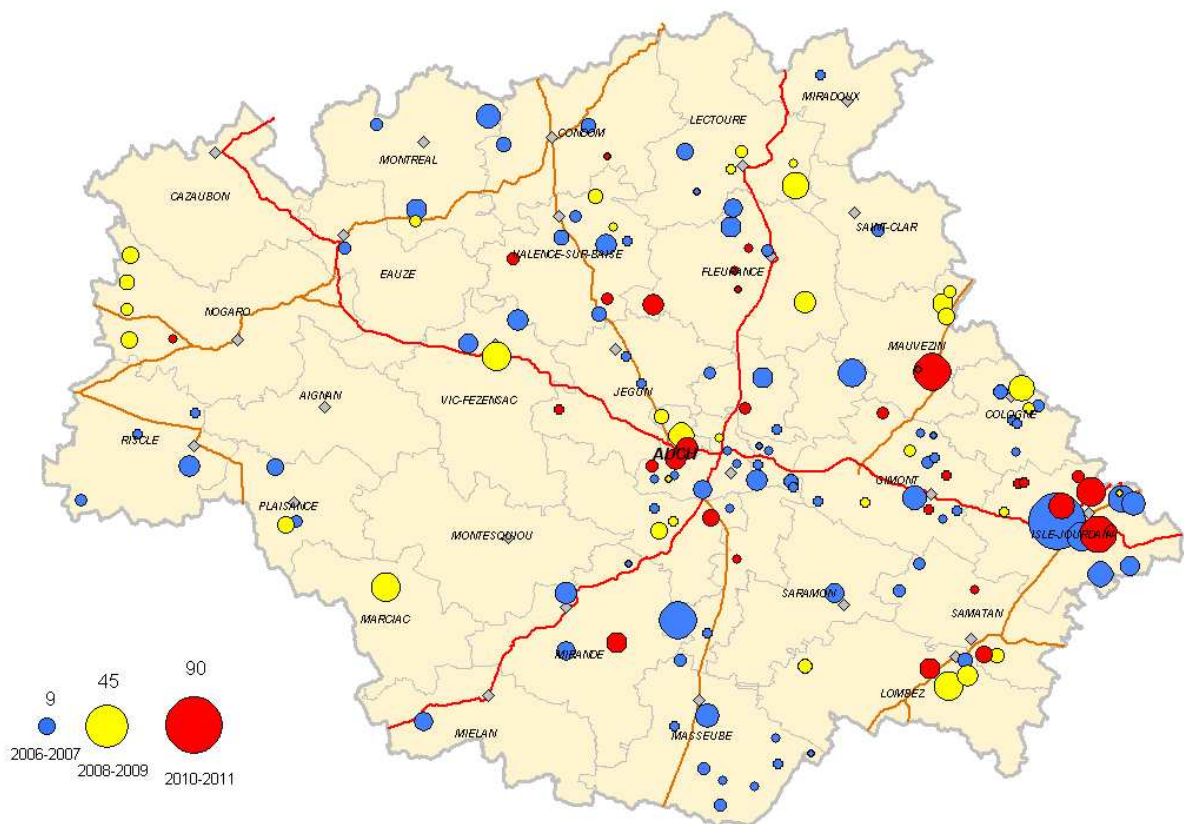 MIRADOUX
LECTOURE
CONDOM
MONTREAL
CAZAUBON
SAINT-CLAR
VALENCE-SUR-BAISE
EAUZE
FLEURANCE
NOGARO
MAUVEZIN
JEGUN
AIGNAN
VIC-FEZENSAC
COLOGNE
RISCLE
AUCH
GIMONT
PLAISANCE
ISLE-JOURDAIN
MONTESQUIOU
SARAMON
SAMATAN
MARCIAC
MIRANDE
LOMBEZ
MIELAN
MASSEUBE
9
45
90
2006-2007
2008-2009
2010-2011